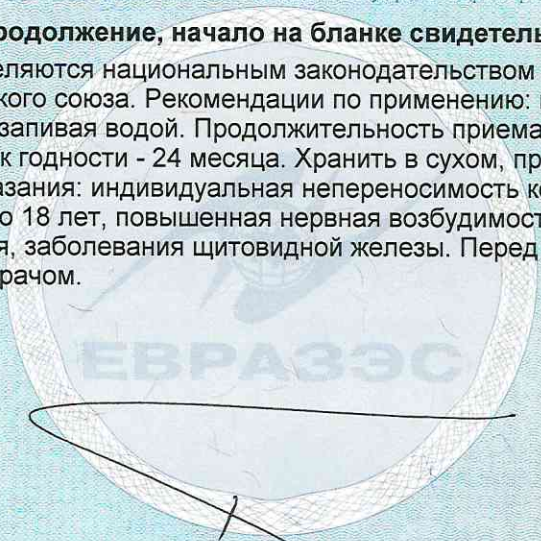 родолжение, начало на бланке свидетель
еляются национальным законодательством
кого союза. Рекомендации по применению:
запивая водой. Продолжительность приема
к годности - 24 месяца. Хранить в сухом, пр
азания: индивидуальная непереносимость к
о 18 лет, повышенная нервная возбудимост
я, заболевания щитовидной железы. Перед
рачом.
ЕВРАЗЭС